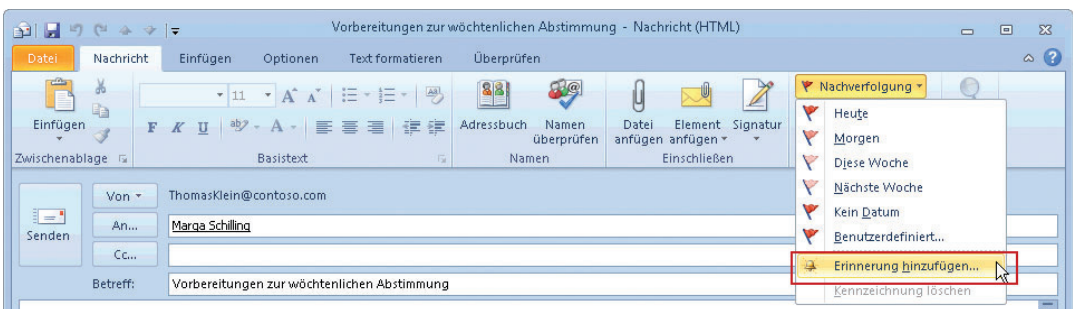 Vorbereitungen zur wöchtenlichen Abstimmung - Nachricht (HTML)
Datei Nachricht Einfügen Optionen Text formatieren Überprüfen
Einfügen
Zwischenablage
11
F K U
Basistext
Adressbuch Namen überprüfen
Namen
Datei anfügen Element anfügen Signatur
Einschließen
Nachverfolgung
Heute
Morgen
Diese Woche
Nächste Woche
Kein Datum
Benutzerdefiniert...
Erinnerung hinzufügen...
Kennzeichnung löschen
Senden
Von ThomasKlein@contoso.com
An... Marga Schilling
Cc...
Betreff: Vorbereitungen zur wöchtenlichen Abstimmung